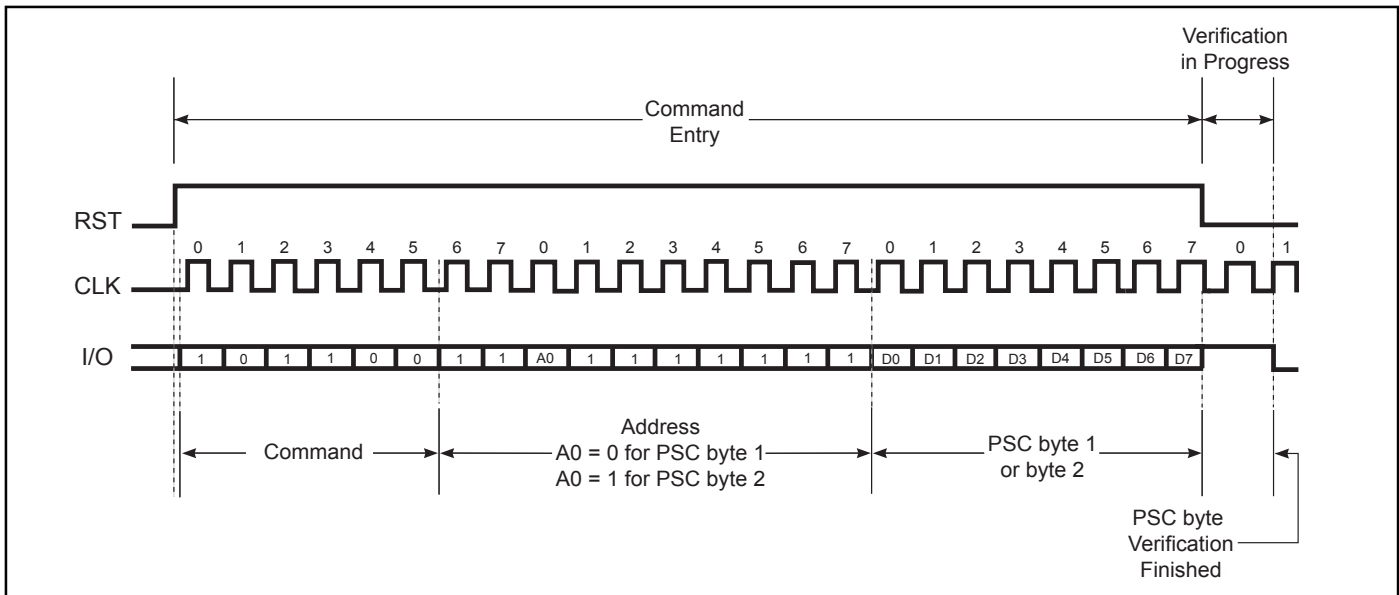 Verification
in Progress
Command
Entry
RST
0 1 2 3 4 5 6 7 0 1 2 3 4 5 6 7 0 1 2 3 4 5 6 7 0 1
CLK
I/O 1 0 1 1 0 0 1 1 A0 1 1 1 1 1 1 1 D0 D1 D2 D3 D4 D5 D6 D7
Command
Address
A0 = 0 for PSC byte 1
A0 = 1 for PSC byte 2
PSC byte 1
or byte 2
PSC byte
Verification
Finished